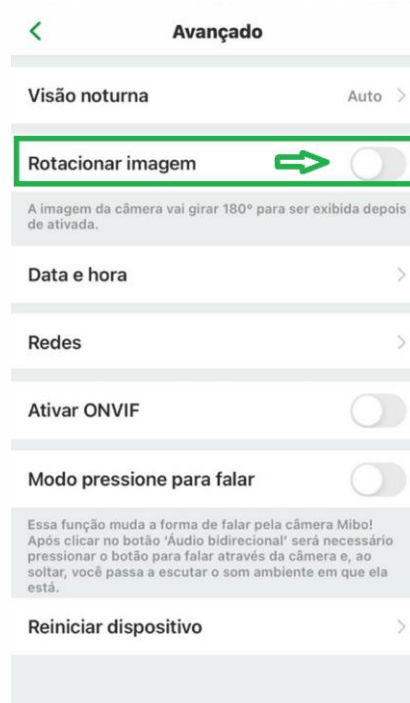 Avançado
Visão noturna Auto
Rotacionar imagem
A imagem da câmera vai girar 180° para ser exibida depois
de ativada.
Data e hora
Redes
Ativar ONVIF
Modo pressione para falar
Essa função muda a forma de falar pela câmera Mibo!
Após clicar no botão ‘Áudio bidirecional’ será necessário
pressionar o botão para falar através da câmera e, ao
soltar, você passa a escutar o som ambiente em que ela
está.
Reiniciar dispositivo